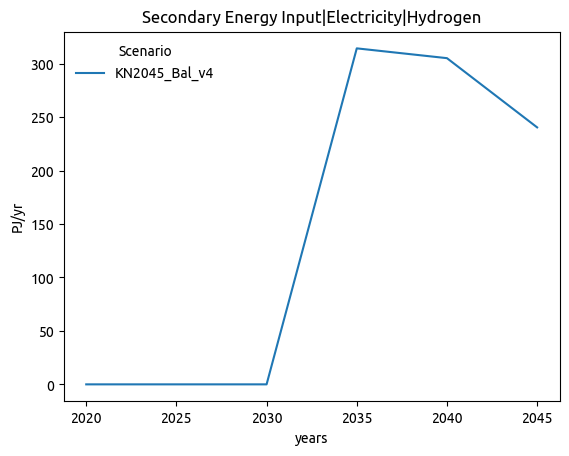 Secondary Energy Input|Electricity|Hydrogen
Scenario
KN2045_Bal_v4
300
250
200
150
100
50
0
PJ/yr
2020 2025 2030 2035 2040 2045
years